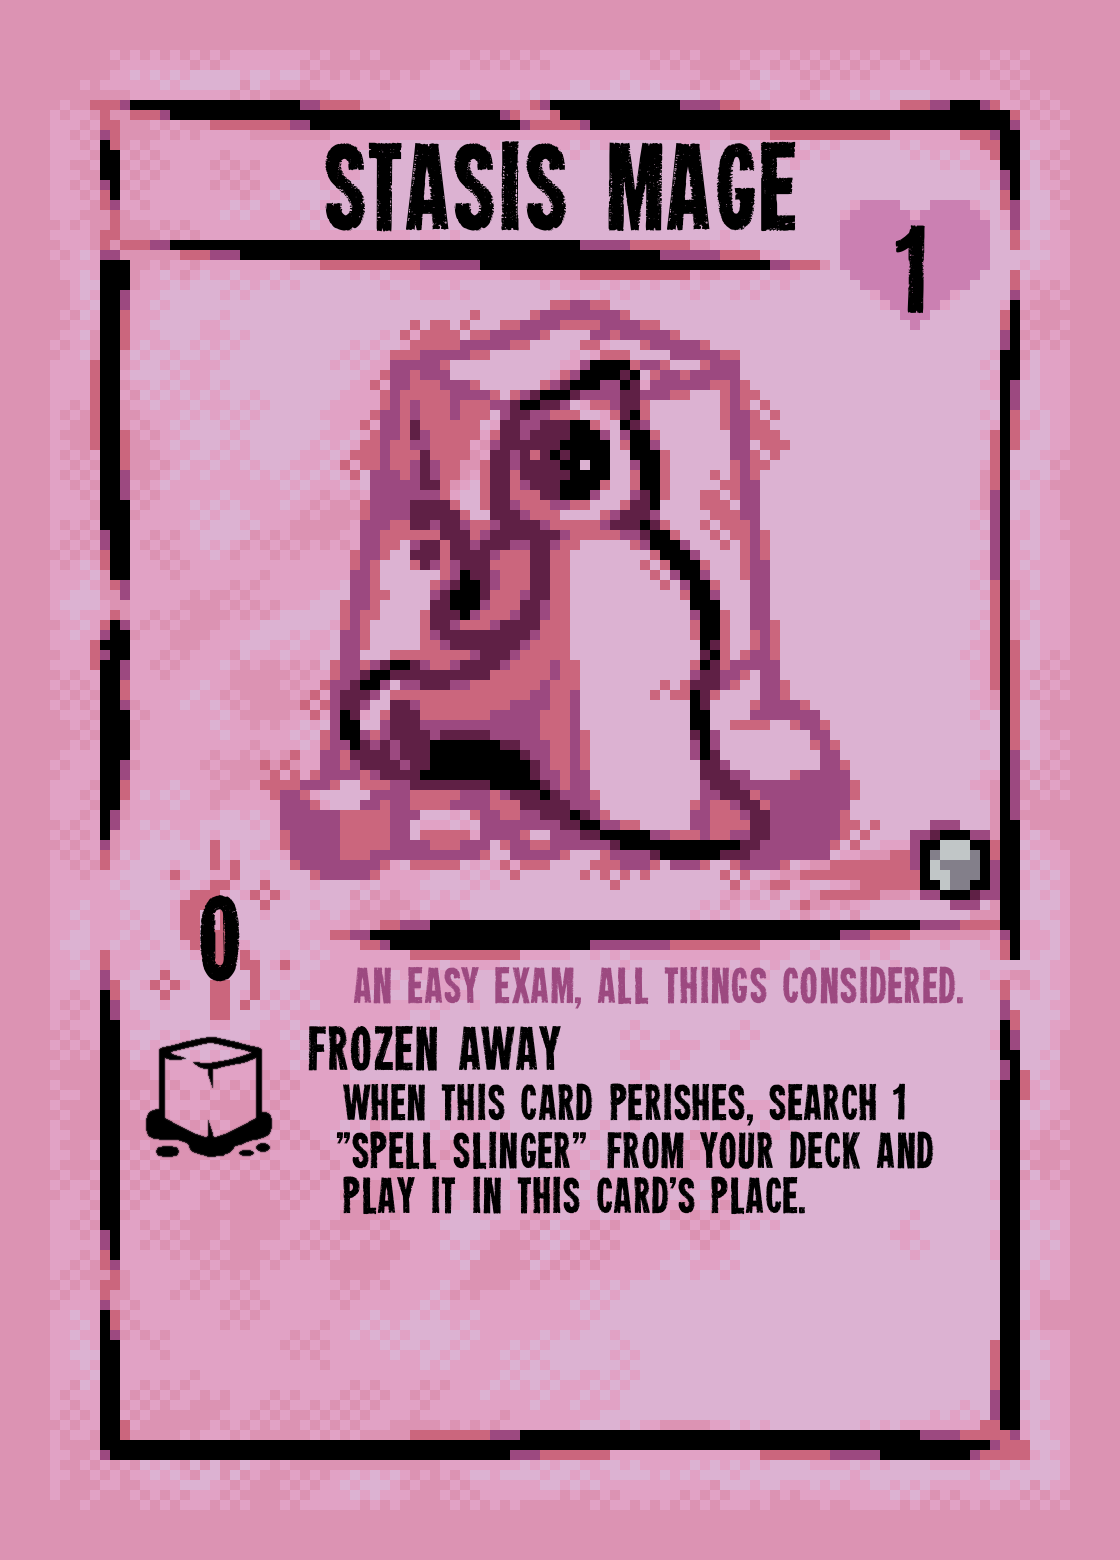 STASIS MAGE
1
0
AN EASY EXAM, ALL THINGS CONSIDERED.
FROZEN AWAY
WHEN THIS CARD PERISHES, SEARCH 1
"SPELL SLINGER" FROM YOUR DECK AND
PLAY IT IN THIS CARD'S PLACE.